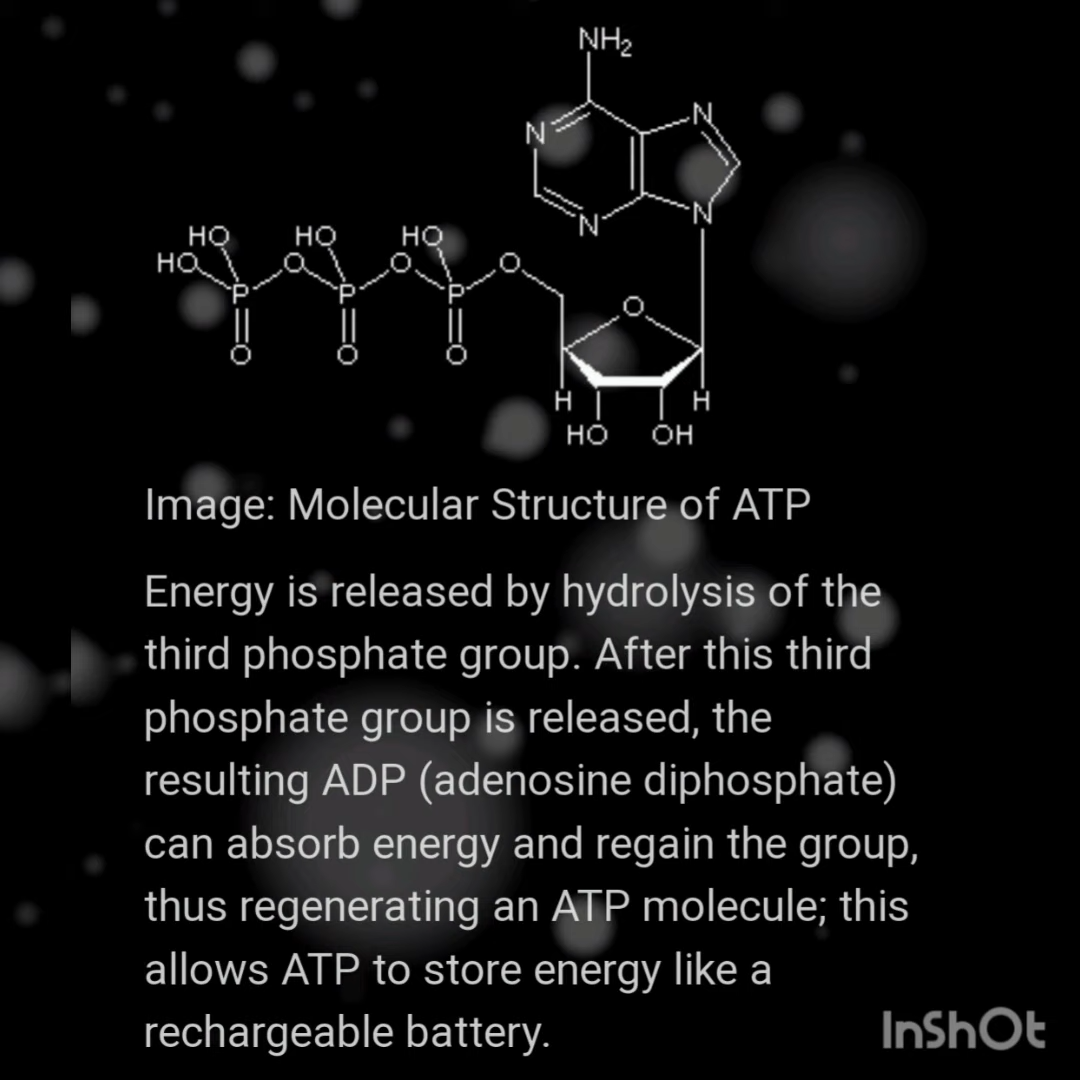 NH2
N
N
N
N
HO
HO
HO
HO
O
O
O
P
P
P
O
O
O
O
H
H
HO
OH
Image: Molecular Structure of ATP
Energy is released by hydrolysis of the
third phosphate group. After this third
phosphate group is released, the
resulting ADP (adenosine diphosphate)
can absorb energy and regain the group,
thus regenerating an ATP molecule; this
allows ATP to store energy like a
rechargeable battery.
InShOt